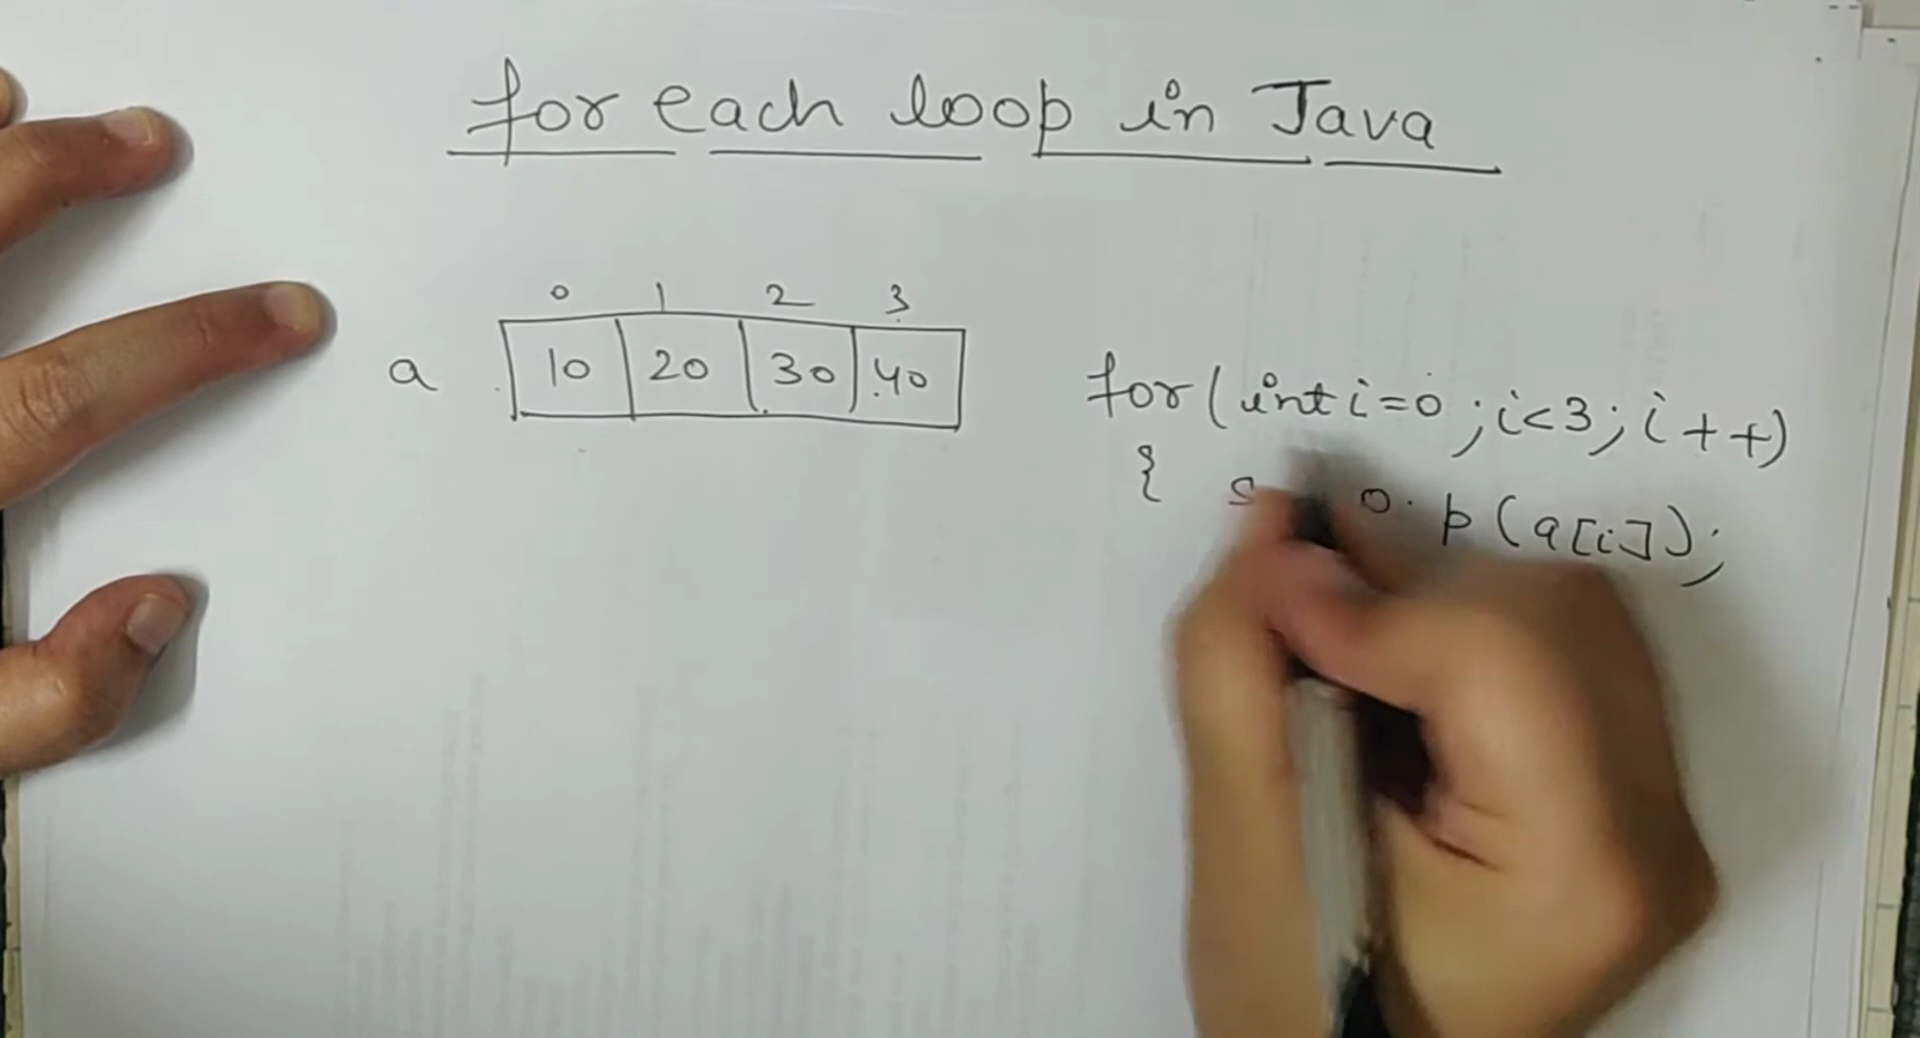 for each loop in Java
0 1 2 3
a 10 20 30 40
for(int i=0;i<3;i++)
{ s o.p(a[i]);